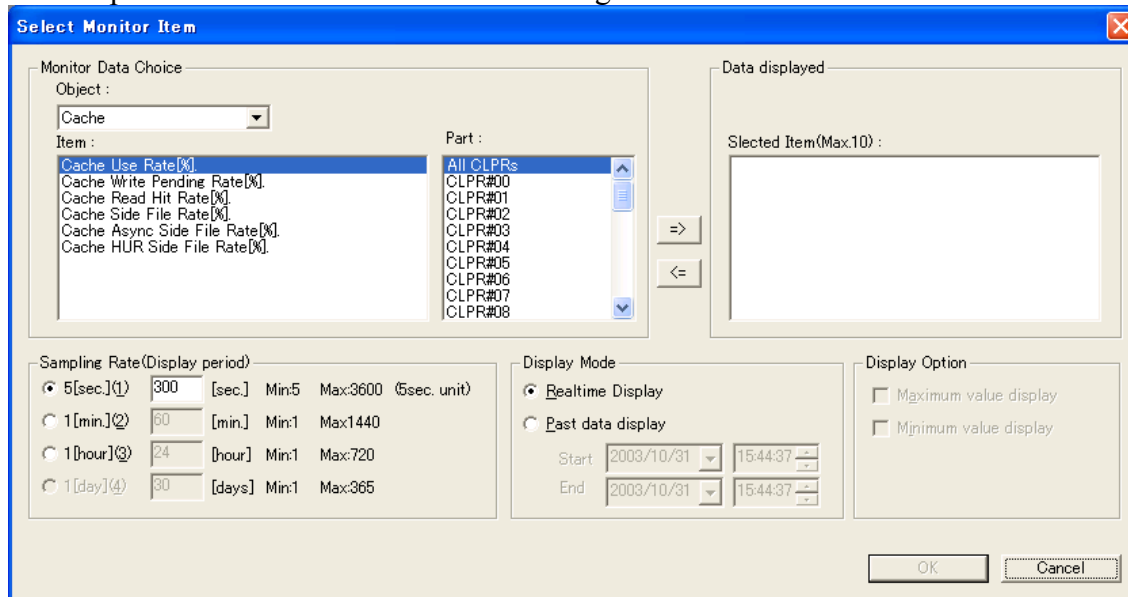 Select Monitor Item
Monitor Data Choice
Object :
Cache
Item :
Cache Use Rate[%].
Cache Write Pending Rate[%].
Cache Read Hit Rate[%].
Cache Side File Rate[%].
Cache Async Side File Rate[%].
Cache HUR Side File Rate[%].
Part :
All CLPRs
CLPR#00
CLPR#01
CLPR#02
CLPR#03
CLPR#04
CLPR#05
CLPR#06
CLPR#07
CLPR#08
=>
<=
Data displayed
Slected Item(Max.10) :
Sampling Rate(Display period)
5[sec.](1) 300 [sec.] Min:5 Max:3600 (5sec. unit)
1[min.](2) 60 [min.] Min:1 Max1440
1[hour](3) 24 [hour] Min:1 Max:720
1[day](4) 30 [days] Min:1 Max:365
Display Mode
Realtime Display
Past data display
Start 2003/10/31 15:44:37
End 2003/10/31 15:44:37
Display Option
Maximum value display
Minimum value display
OK Cancel